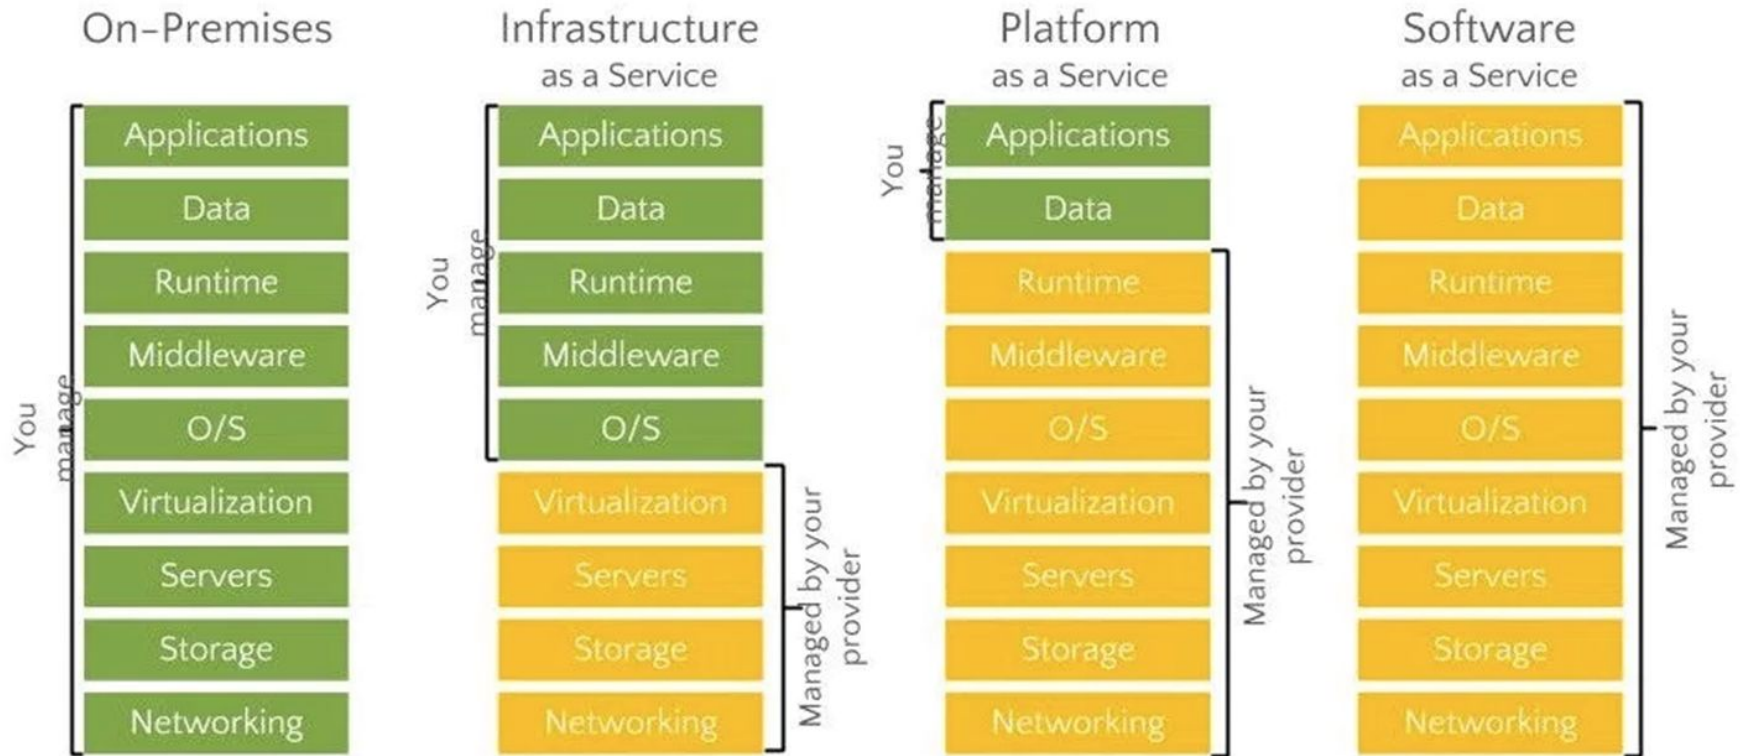 On-Premises
You
manage
Applications
Data
Runtime
Middleware
O/S
Virtualization
Servers
Storage
Networking
Infrastructure
as a Service
You
manage
Applications
Data
Runtime
Middleware
O/S
Virtualization
Servers
Storage
Networking
Managed by your
provider
Platform
as a Service
You
manage
Applications
Data
Runtime
Middleware
O/S
Virtualization
Servers
Storage
Networking
Managed by your
provider
Software
as a Service
Applications
Data
Runtime
Middleware
O/S
Virtualization
Servers
Storage
Networking
Managed by your
provider